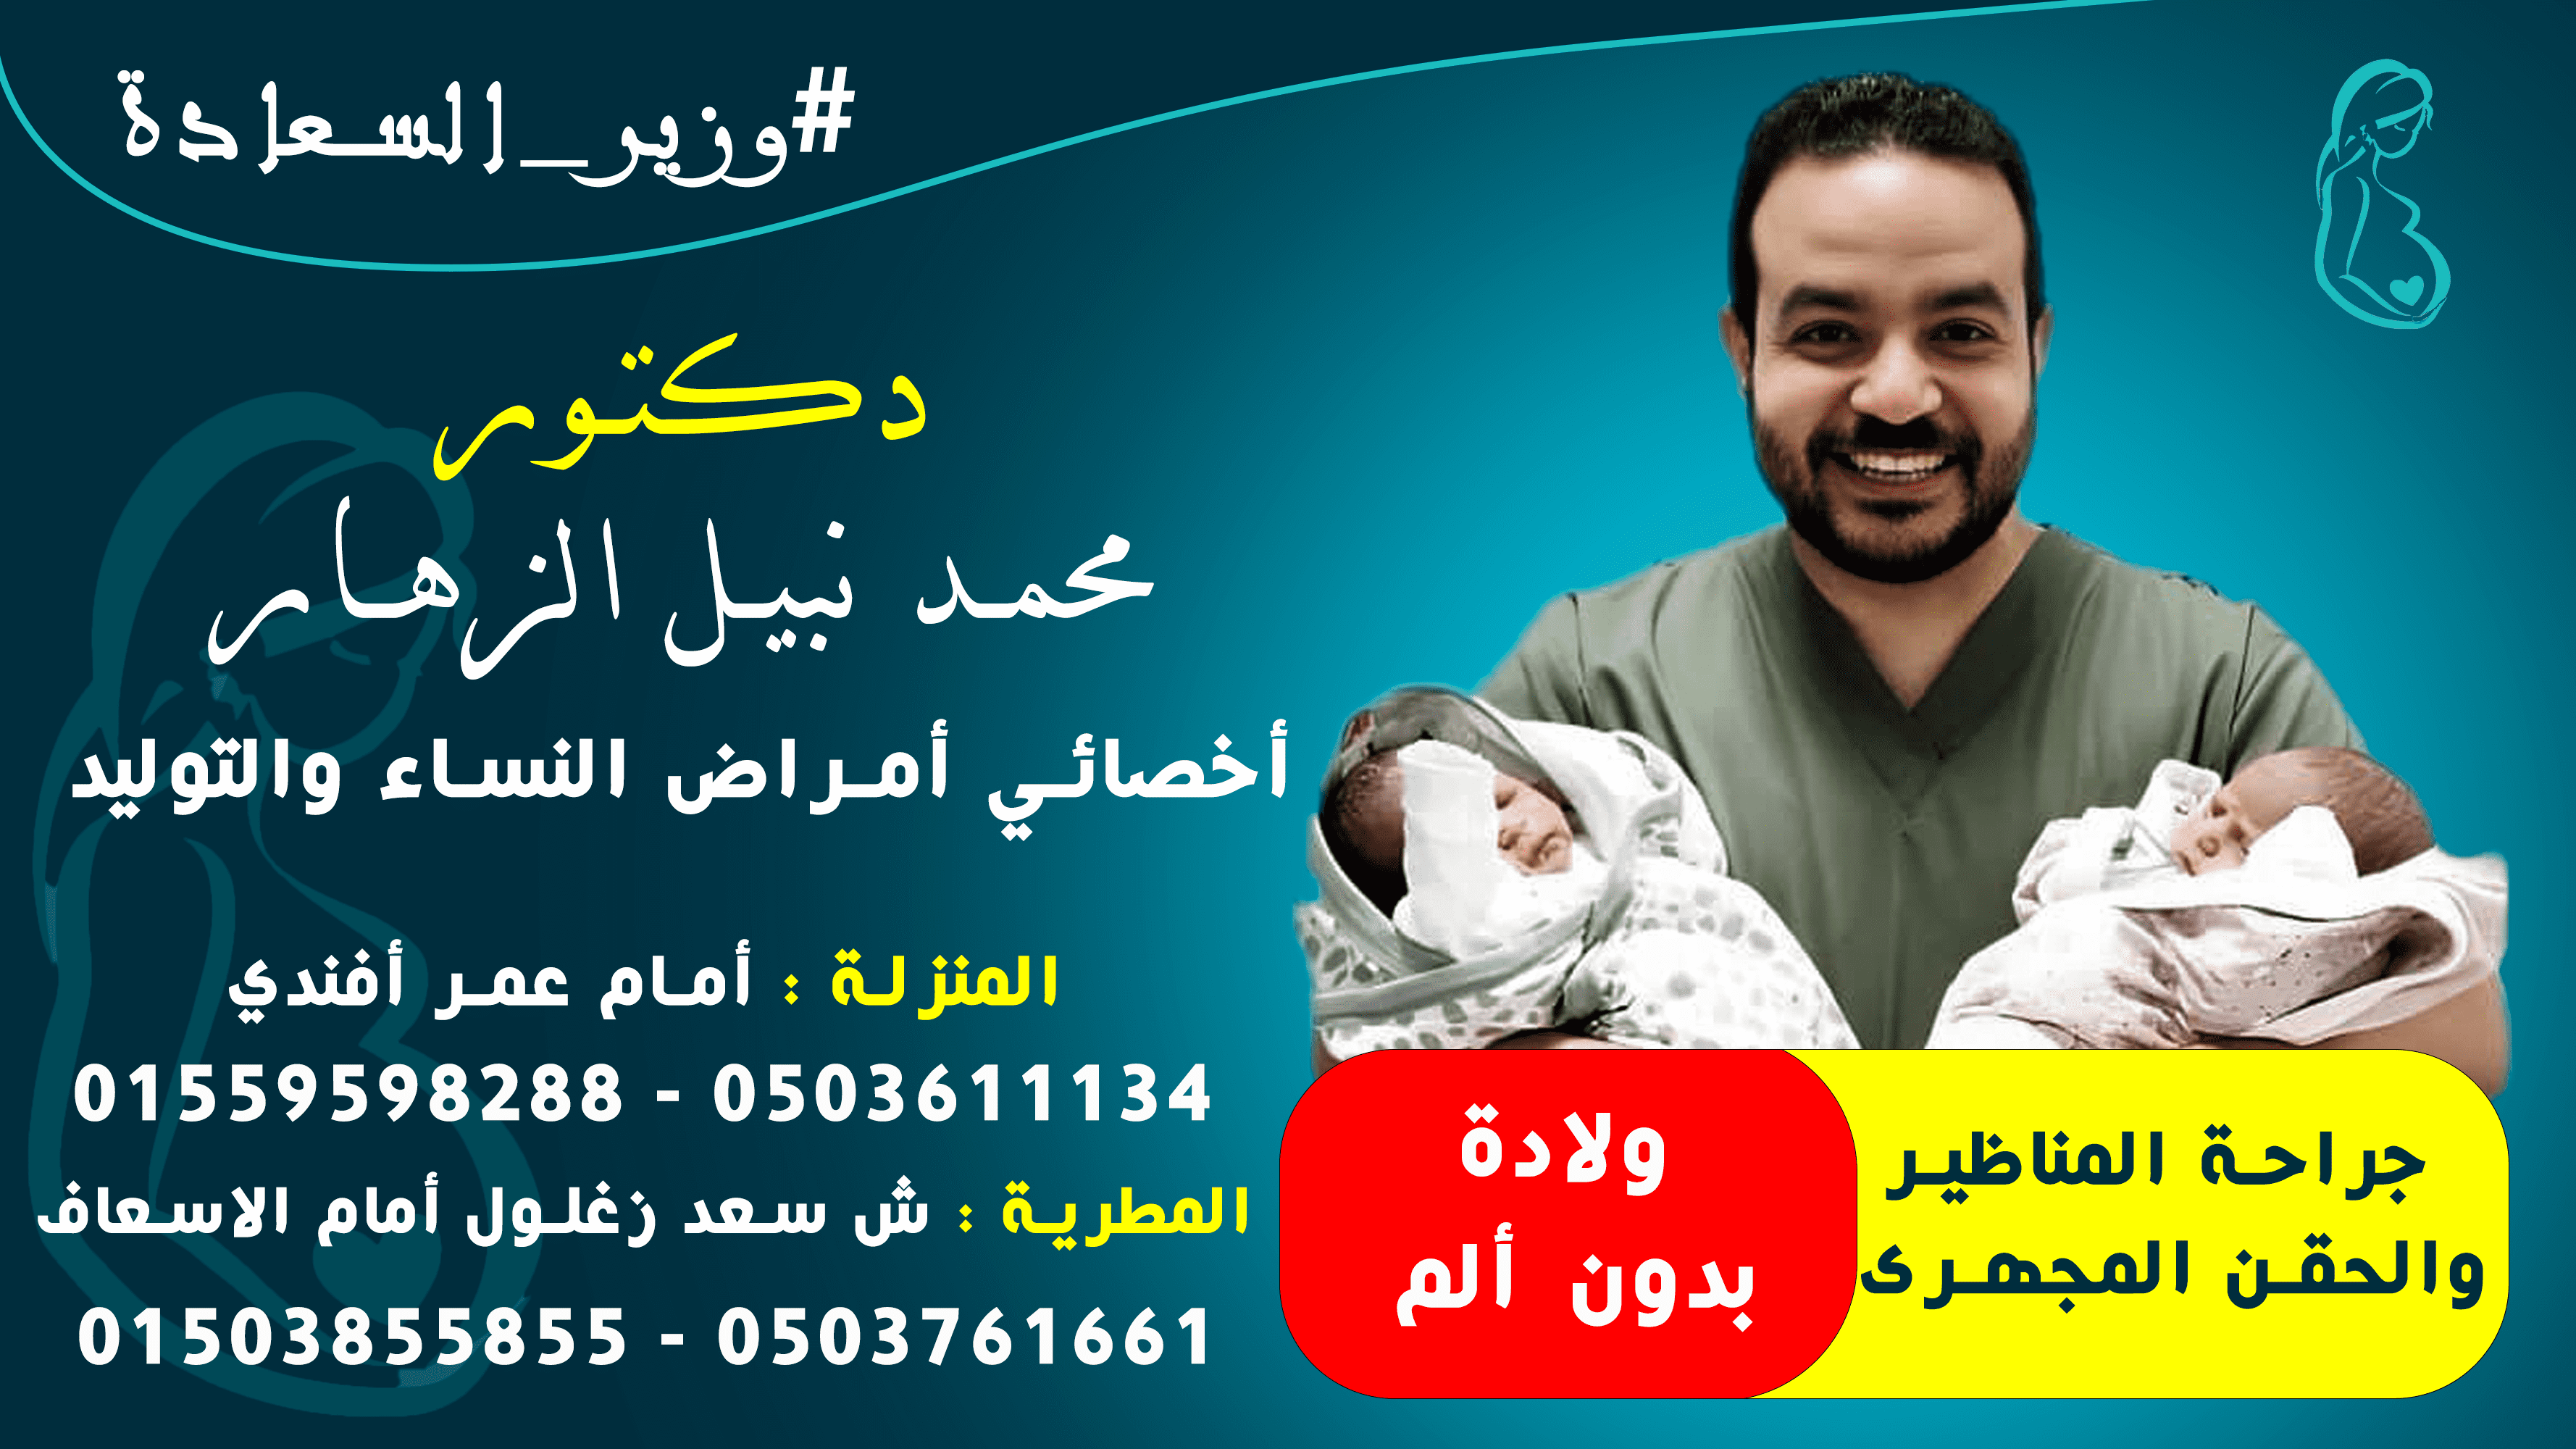 #وزير_السعادة
دكتور
محمد نبيل الزهار
أخصائي أمراض النساء والتوليد
المنزلة : أمام عمر أفندي
01559598288 - 0503611134
المطرية : ش سعد زغلول أمام الاسعاف
01503855855 - 0503761661
جراحة المناظير
والحقن المجهرى
ولادة
بدون ألم